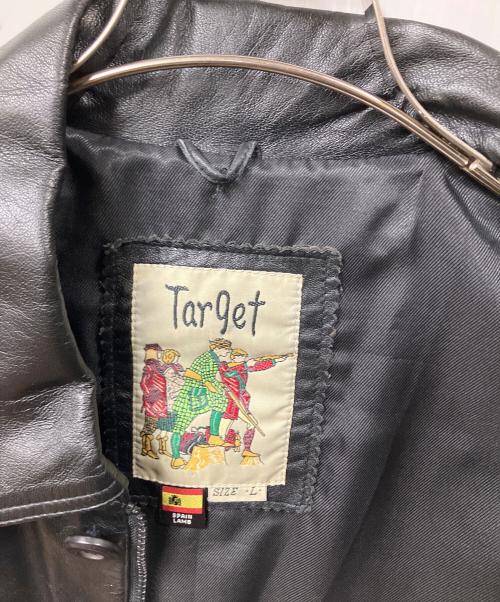 Target
SIZE -L-
SPAIN
LAMB